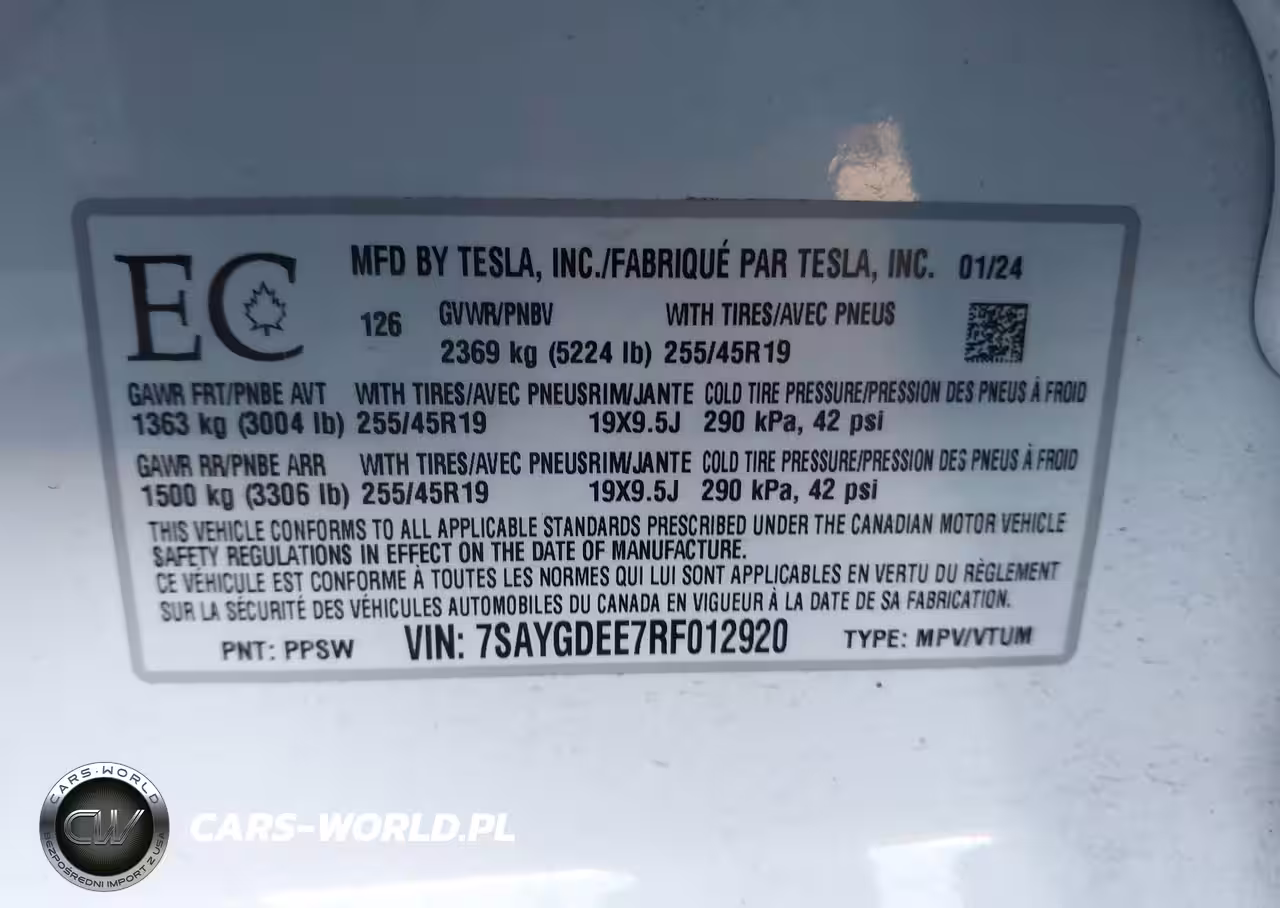 EC
MFD BY TESLA, INC./FABRIQUÉ PAR TESLA, INC. 01/24
126
GVWR/PNBV WITH TIRES/AVEC PNEUS
2369 kg (5224 lb) 255/45R19
GAWR FRT/PNBE AVT WITH TIRES/AVEC PNEUSRIM/JANTE COLD TIRE PRESSURE/PRESSION DES PNEUS À FROID
1363 kg (3004 lb) 255/45R19 19X9.5J 290 kPa, 42 psi
GAWR RR/PNBE ARR WITH TIRES/AVEC PNEUSRIM/JANTE COLD TIRE PRESSURE/PRESSION DES PNEUS À FROID
1500 kg (3306 lb) 255/45R19 19X9.5J 290 kPa, 42 psi
THIS VEHICLE CONFORMS TO ALL APPLICABLE STANDARDS PRESCRIBED UNDER THE CANADIAN MOTOR VEHICLE
SAFETY REGULATIONS IN EFFECT ON THE DATE OF MANUFACTURE.
CE VÉHICULE EST CONFORME À TOUTES LES NORMES QUI LUI SONT APPLICABLES EN VERTU DU RÈGLEMENT
SUR LA SÉCURITÉ DES VÉHICULES AUTOMOBILES DU CANADA EN VIGUEUR À LA DATE DE SA FABRICATION.
PNT: PPSW VIN: 7SAYGDEE7RF012920 TYPE: MPV/VTUM
CARS-WORLD
CW
BEZPOŚREDNI IMPORT Z USA
CARS-WORLD.PL